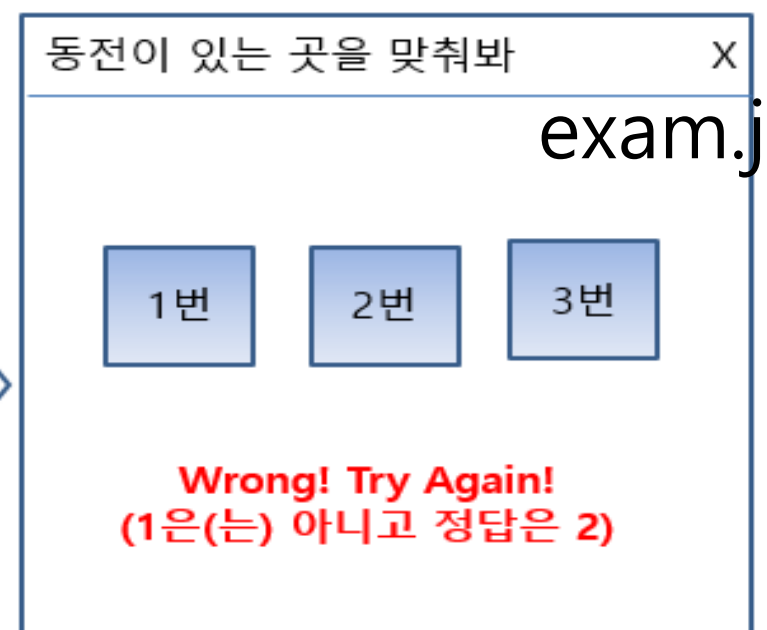 동전이 있는 곳을 맞춰봐 X
exam.j
1번 2번 3번
Wrong! Try Again!
(1은(는) 아니고 정답은 2)